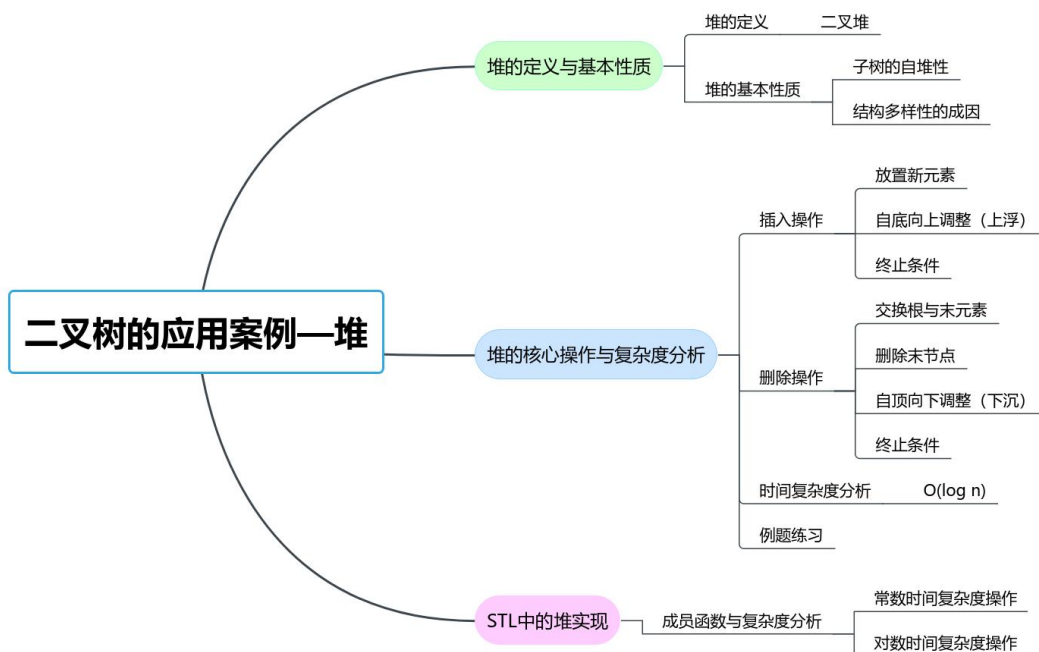 二叉树的应用案例—堆
堆的定义与基本性质
堆的定义
二叉堆
堆的基本性质
子树的自堆性
结构多样性的成因
堆的核心操作与复杂度分析
插入操作
放置新元素
自底向上调整（上浮）
终止条件
删除操作
交换根与末元素
删除末节点
自顶向下调整（下沉）
终止条件
时间复杂度分析
O(log n)
例题练习
STL中的堆实现
成员函数与复杂度分析
常数时间复杂度操作
对数时间复杂度操作